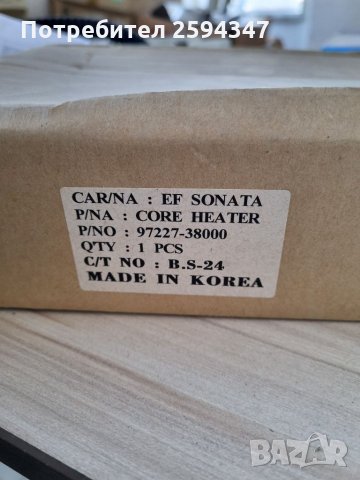 Потребител 2594347
CAR/NA : EF SONATA
P/NA : CORE HEATER
P/NO : 97227-38000
QTY : 1 PCS
C/T NO : B.S-24
MADE IN KOREA
BAZAR